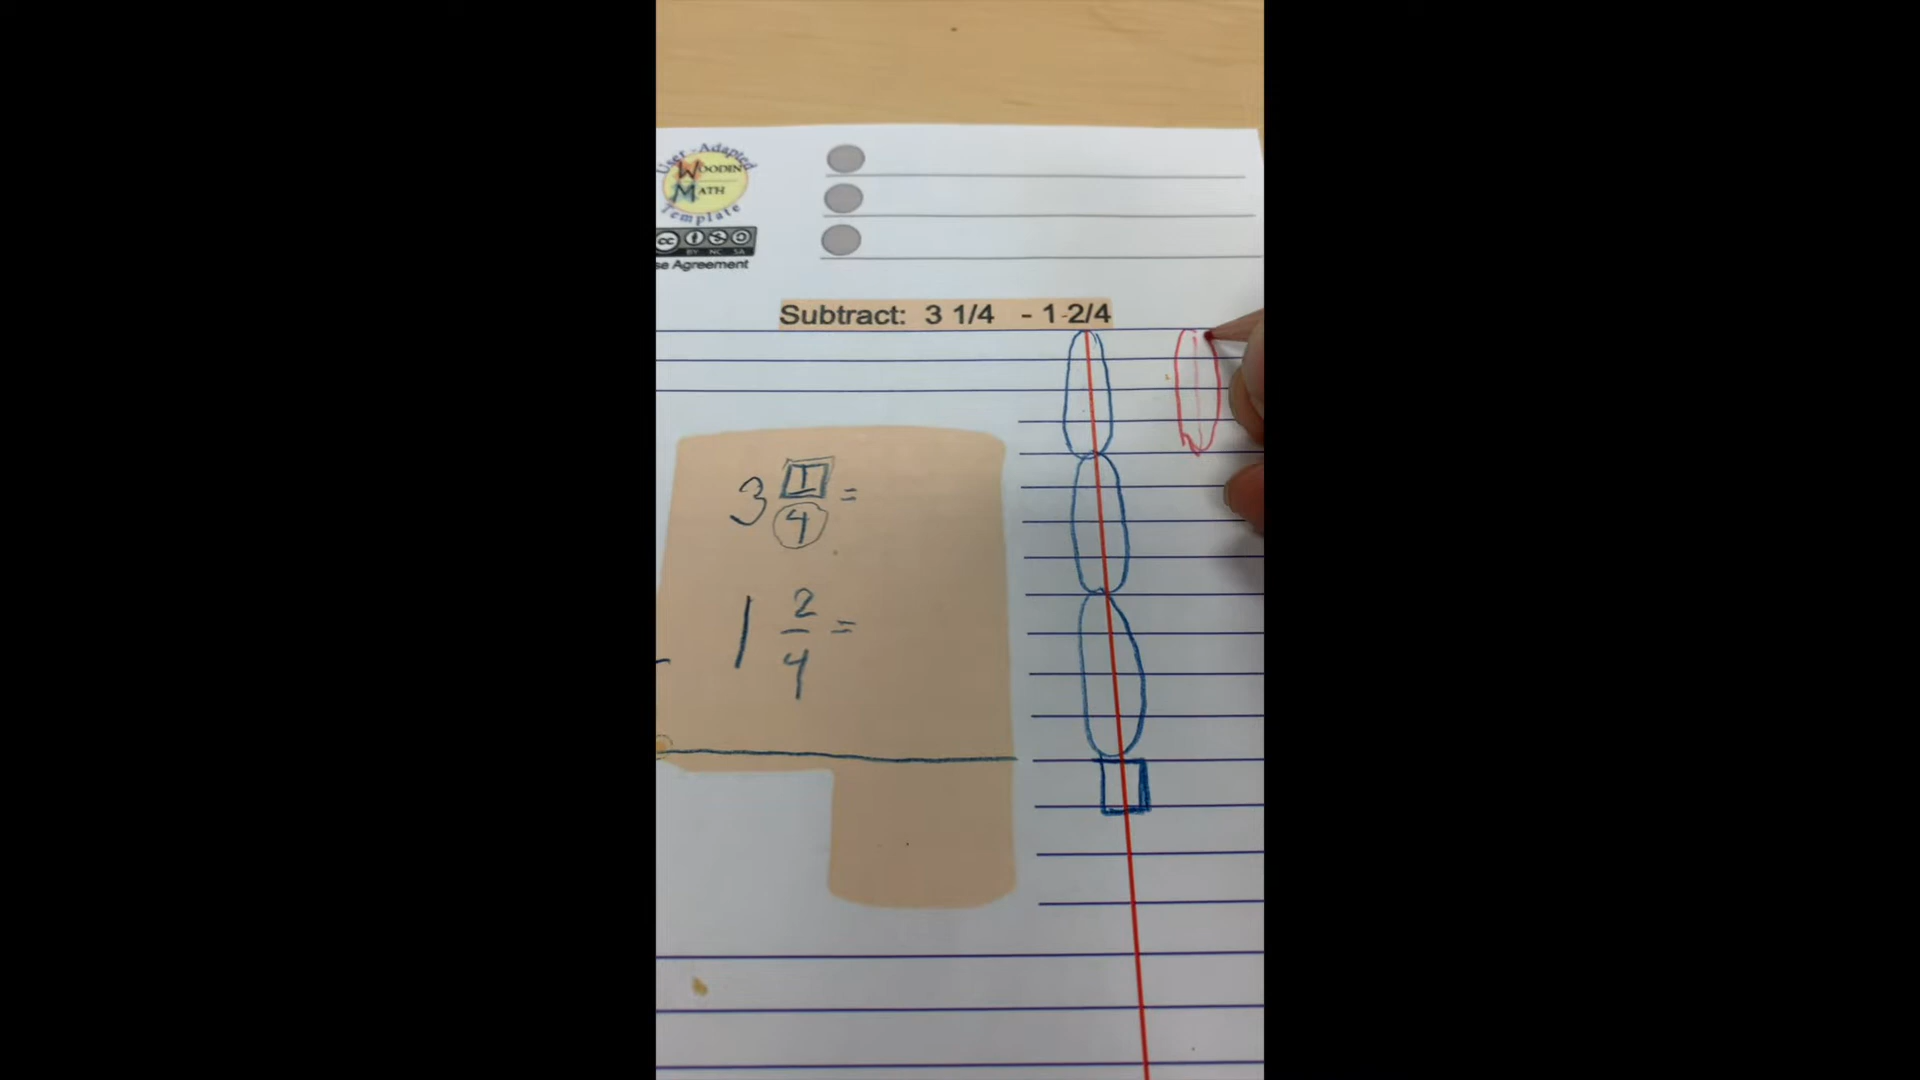 User-Adapted
WOODIN
MATH
Template
cc
BY NC SA
se Agreement
Subtract: 3 1/4 - 1 2/4
3 1/4 =
1 2/4 =